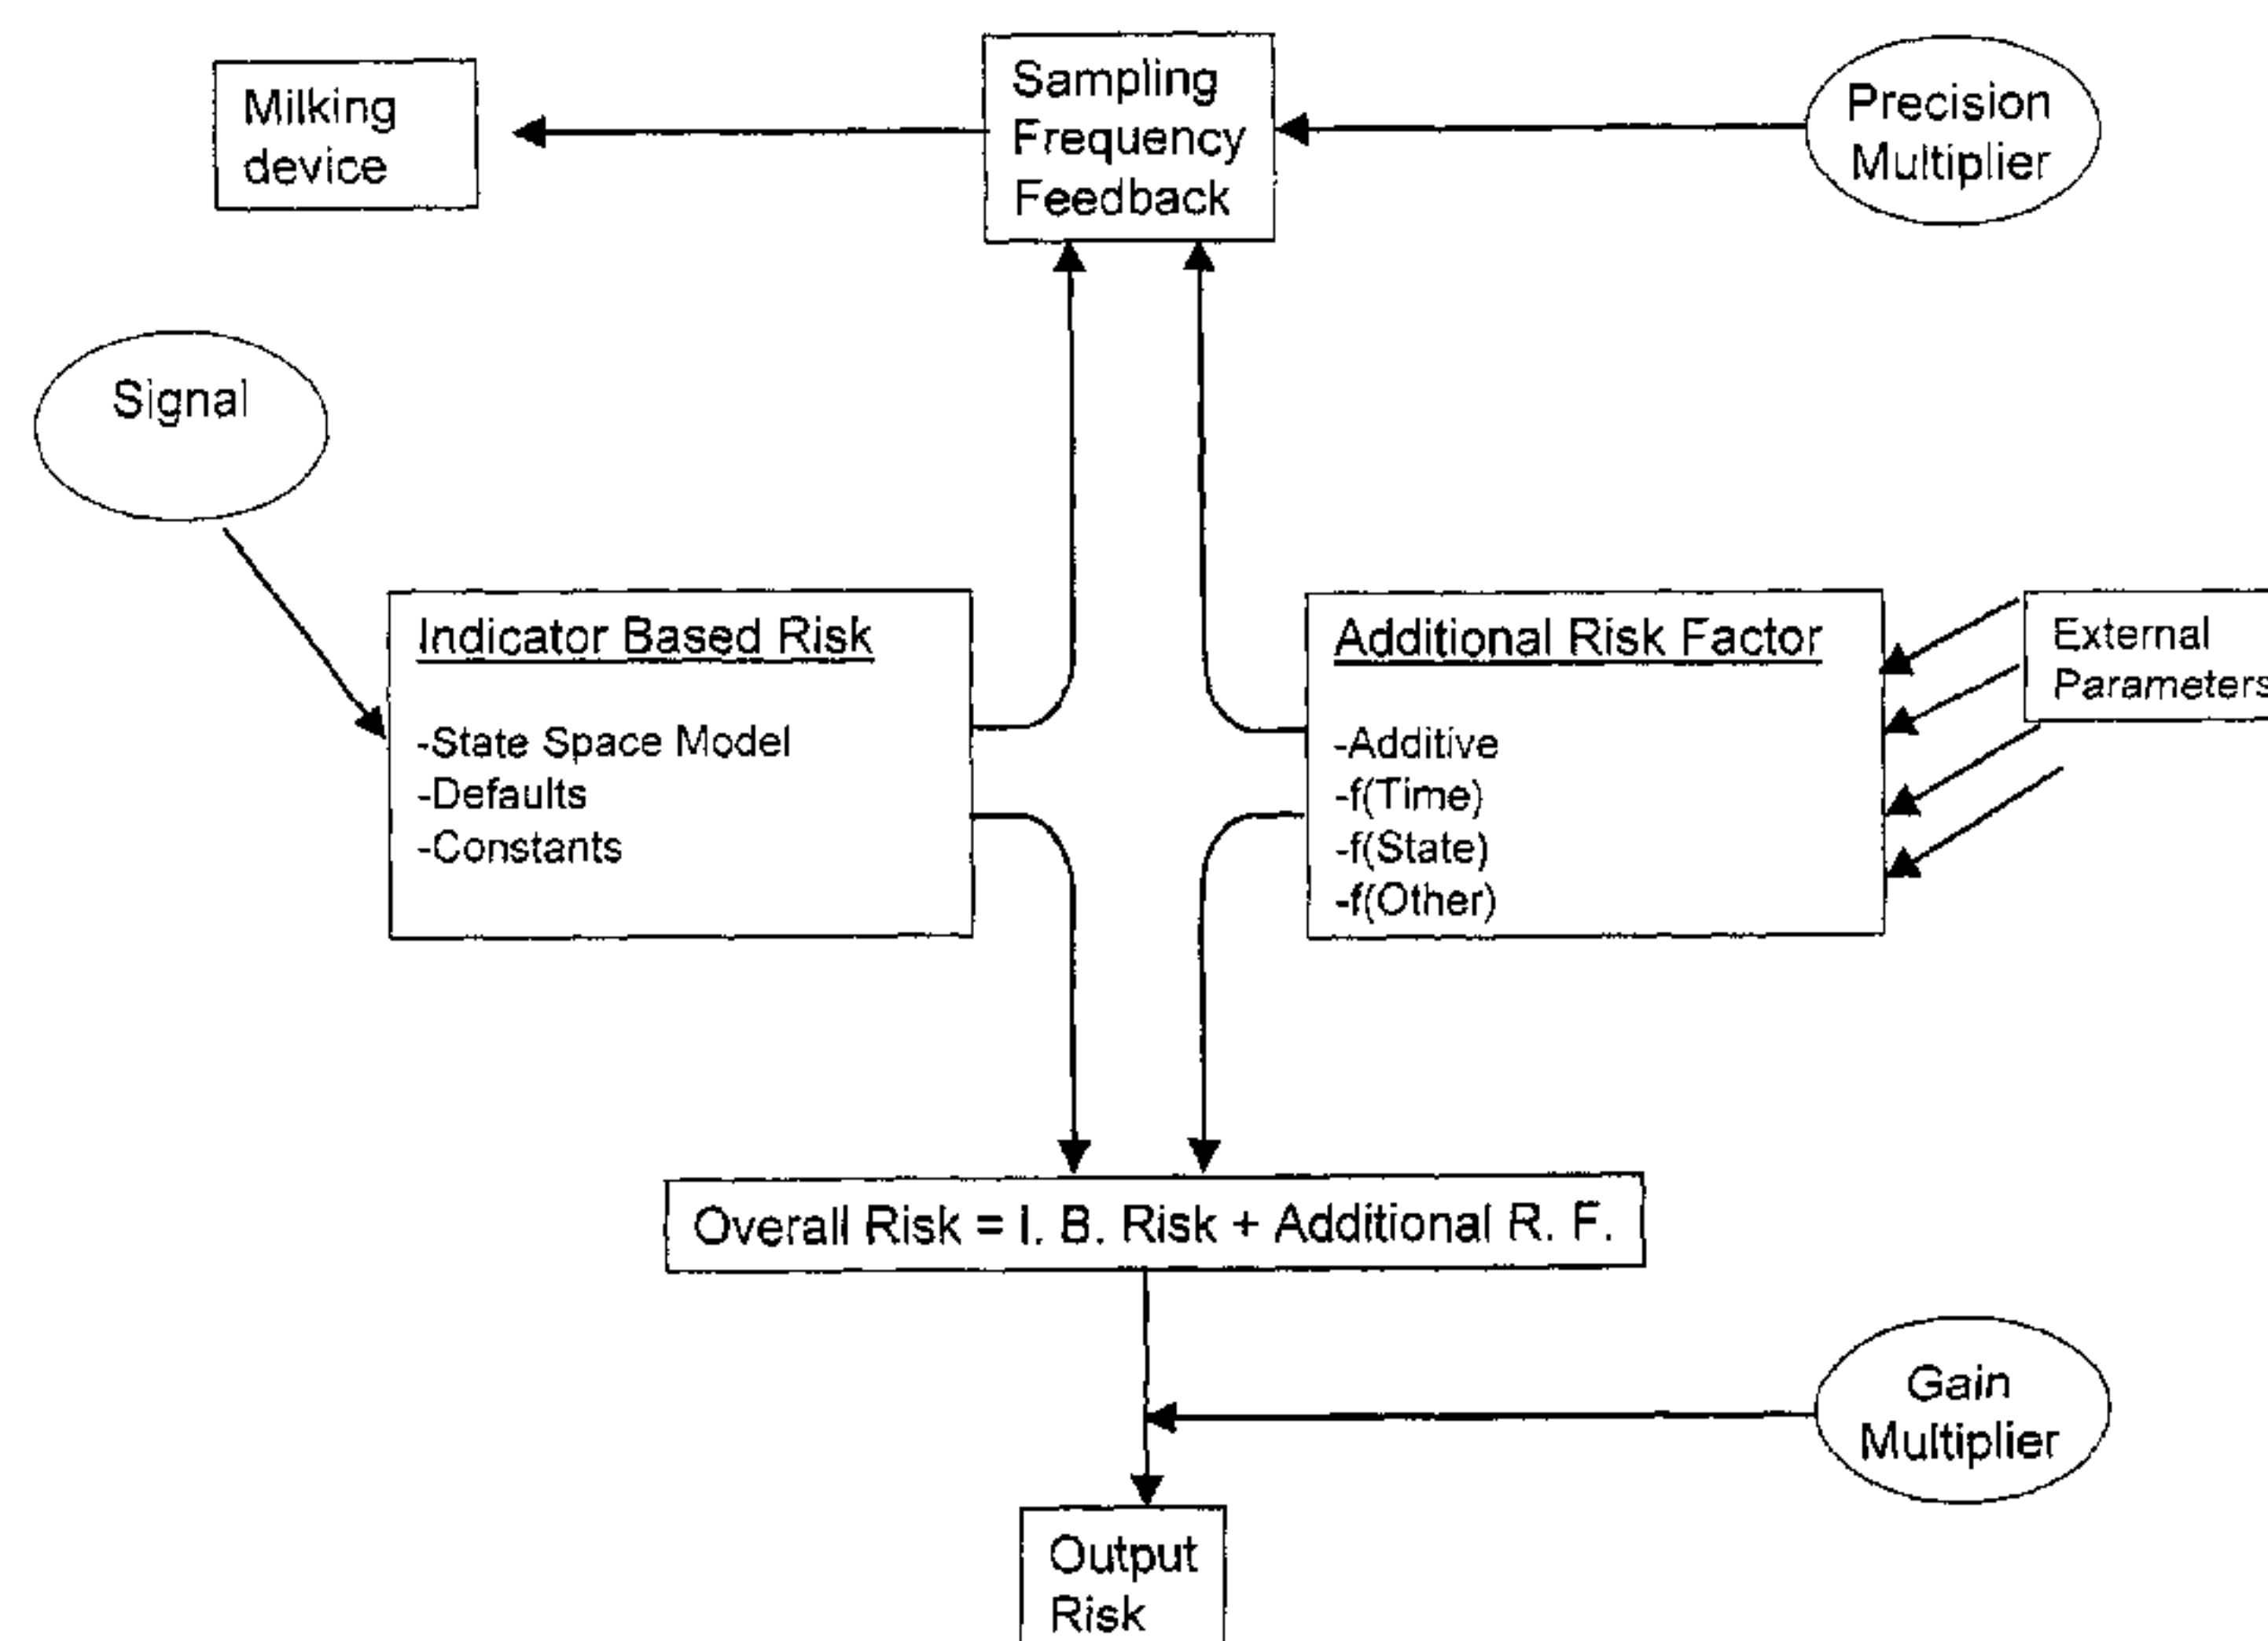 Milking
device
Sampling
Frequency
Feedback
Precision
Multiplier
Signal
Indicator Based Risk
-State Space Model
-Defaults
-Constants
Additional Risk Factor
-Additive
-f(Time)
-f(State)
-f(Other)
External
Parameters
Overall Risk = I. B. Risk + Additional R. F.
Gain
Multiplier
Output
Risk